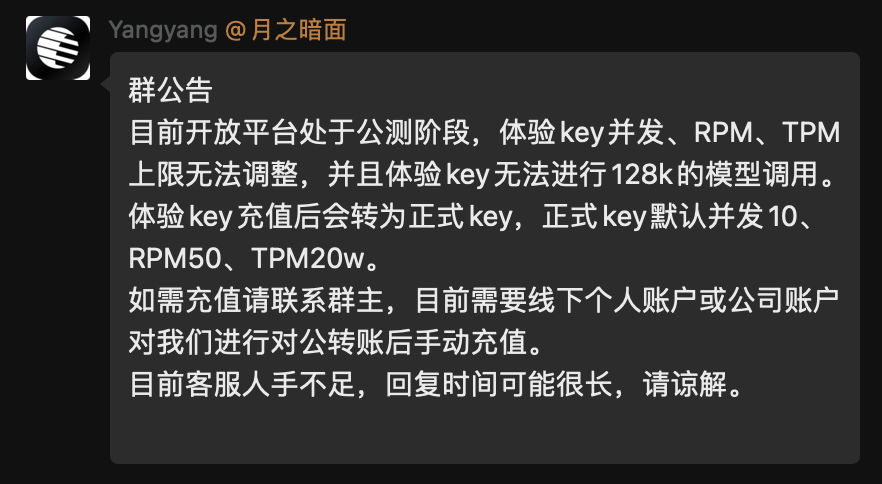 Yangyang @月之暗面
群公告
目前开放平台处于公测阶段，体验key并发、RPM、TPM
上限无法调整，并且体验key无法进行128k的模型调用。
体验key充值后会转为正式key，正式key默认并发10、
RPM50、TPM20w。
如需充值请联系群主，目前需要线下个人账户或公司账户
对我们进行对公转账后手动充值。
目前客服人手不足，回复时间可能很长，请谅解。